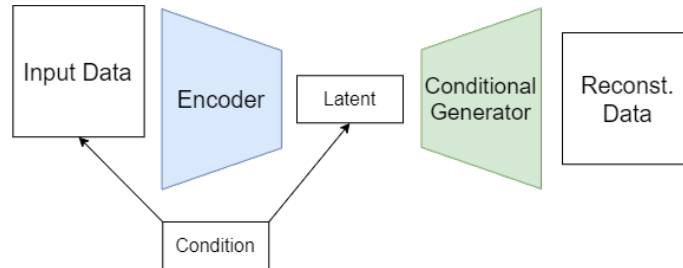 Input Data
Encoder
Latent
Conditional
Generator
Reconst.
Data
Condition